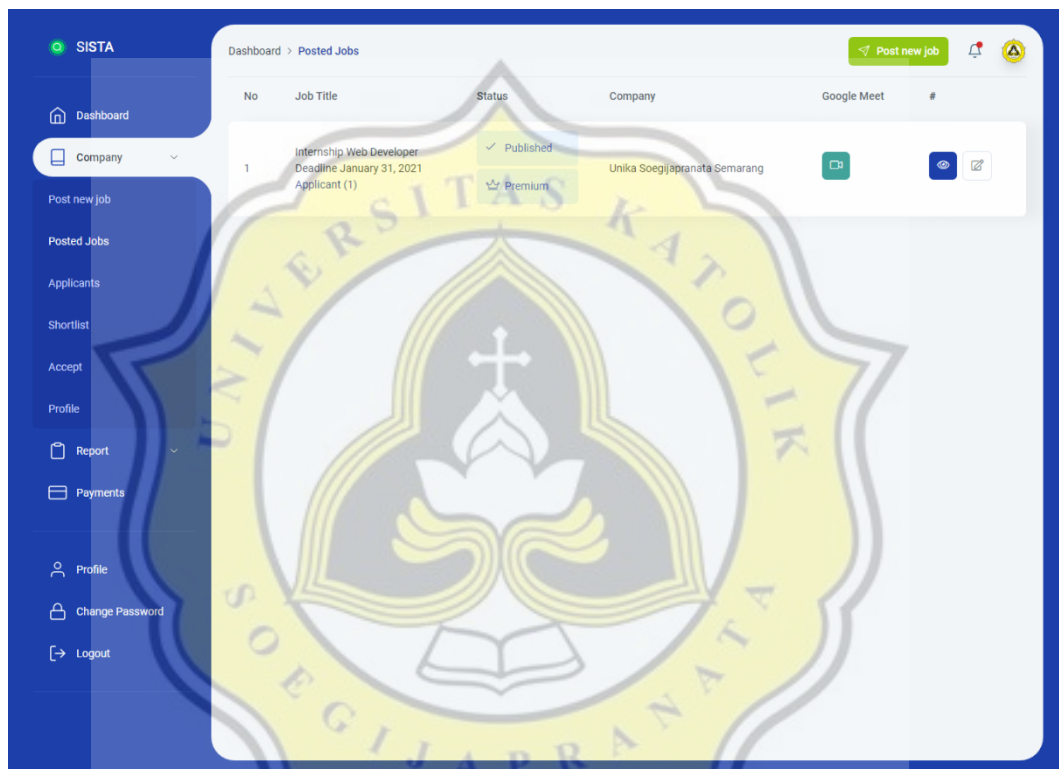 SISTA
Dashboard
Company
Post new job
Posted Jobs
Applicants
Shortlist
Accept
Profile
Report
Payments
Profile
Change Password
Logout
Dashboard > Posted Jobs
Post new job
No Job Title Status Company Google Meet #
1
Internship Web Developer
Deadline January 31, 2021
Applicant (1)
Published
Premium
Unika Soegijapranata Semarang
UNIVERSITAS KATOLIK
SOEGIJAPRANATA